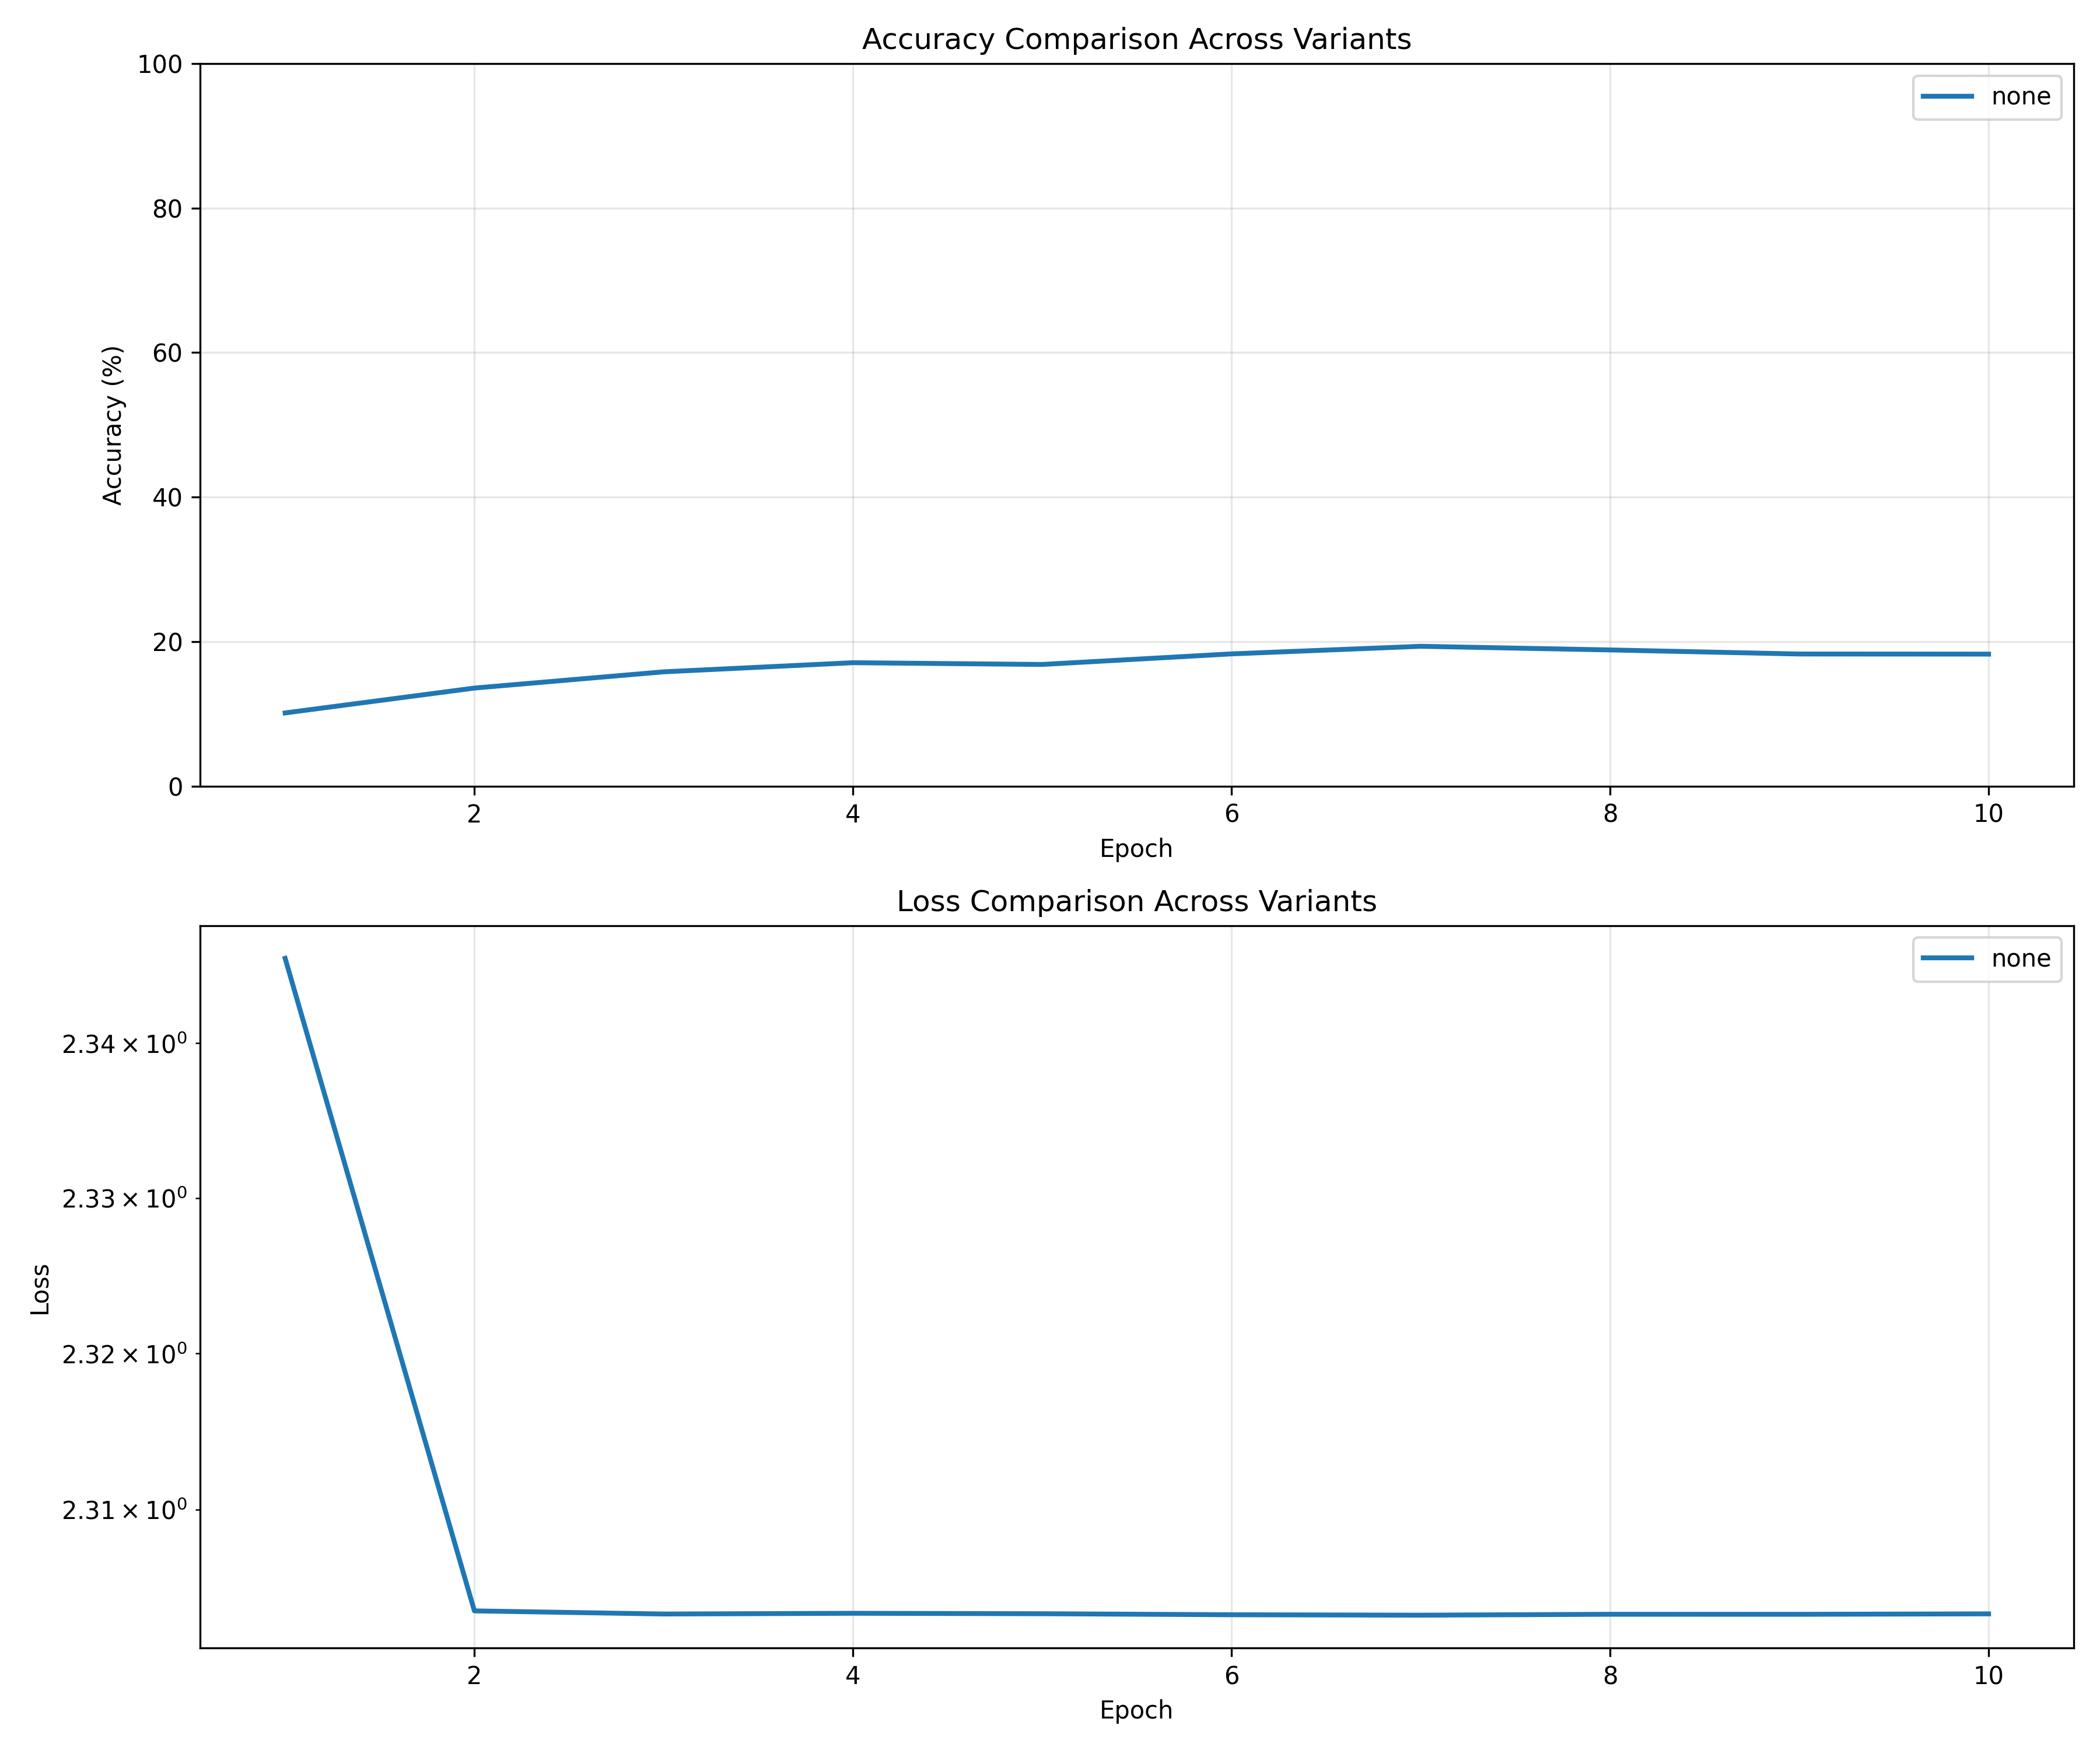 Accuracy Comparison Across Variants
100
80
60
40
20
0
Accuracy (%)
none
2 4 6 8 10
Epoch
Loss Comparison Across Variants
2.34 × 10⁰
2.33 × 10⁰
2.32 × 10⁰
2.31 × 10⁰
Loss
none
2 4 6 8 10
Epoch